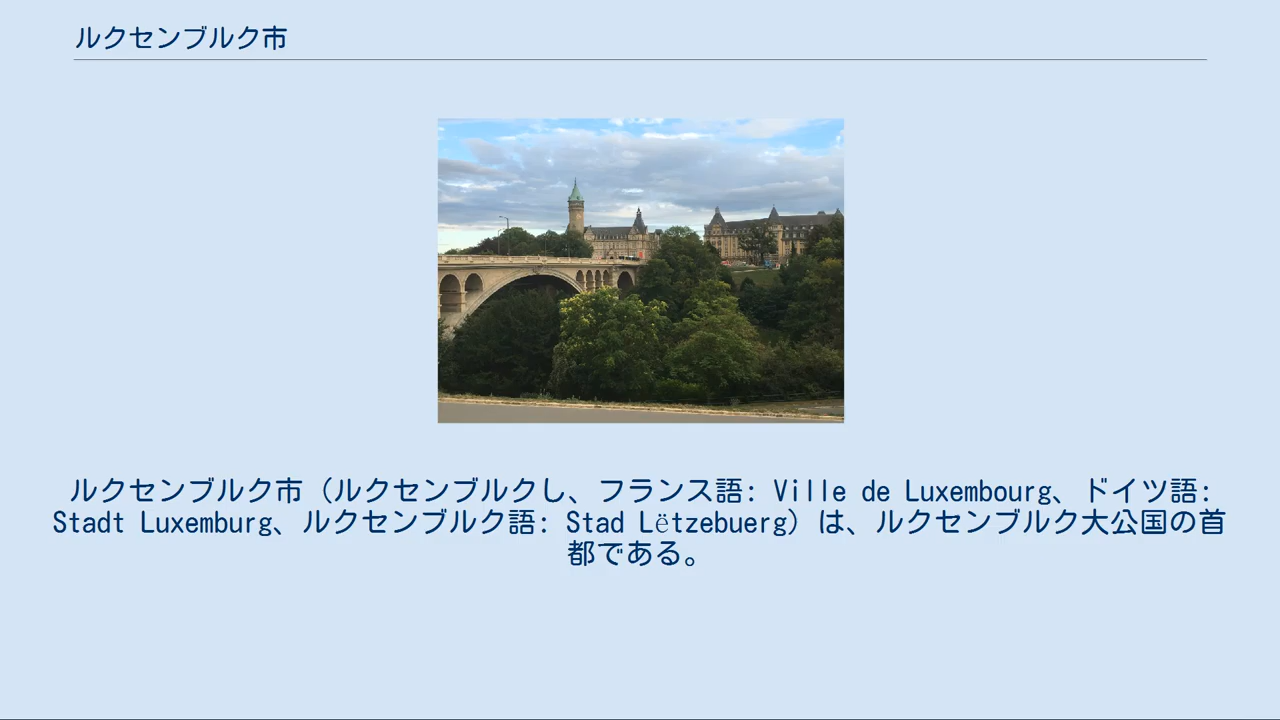 ルクセンブルク市
ルクセンブルク市（ルクセンブルクし、フランス語: Ville de Luxembourg、ドイツ語:
Stadt Luxemburg、ルクセンブルク語: Stad Lëtzebuerg）は、ルクセンブルク大公国の首
都である。